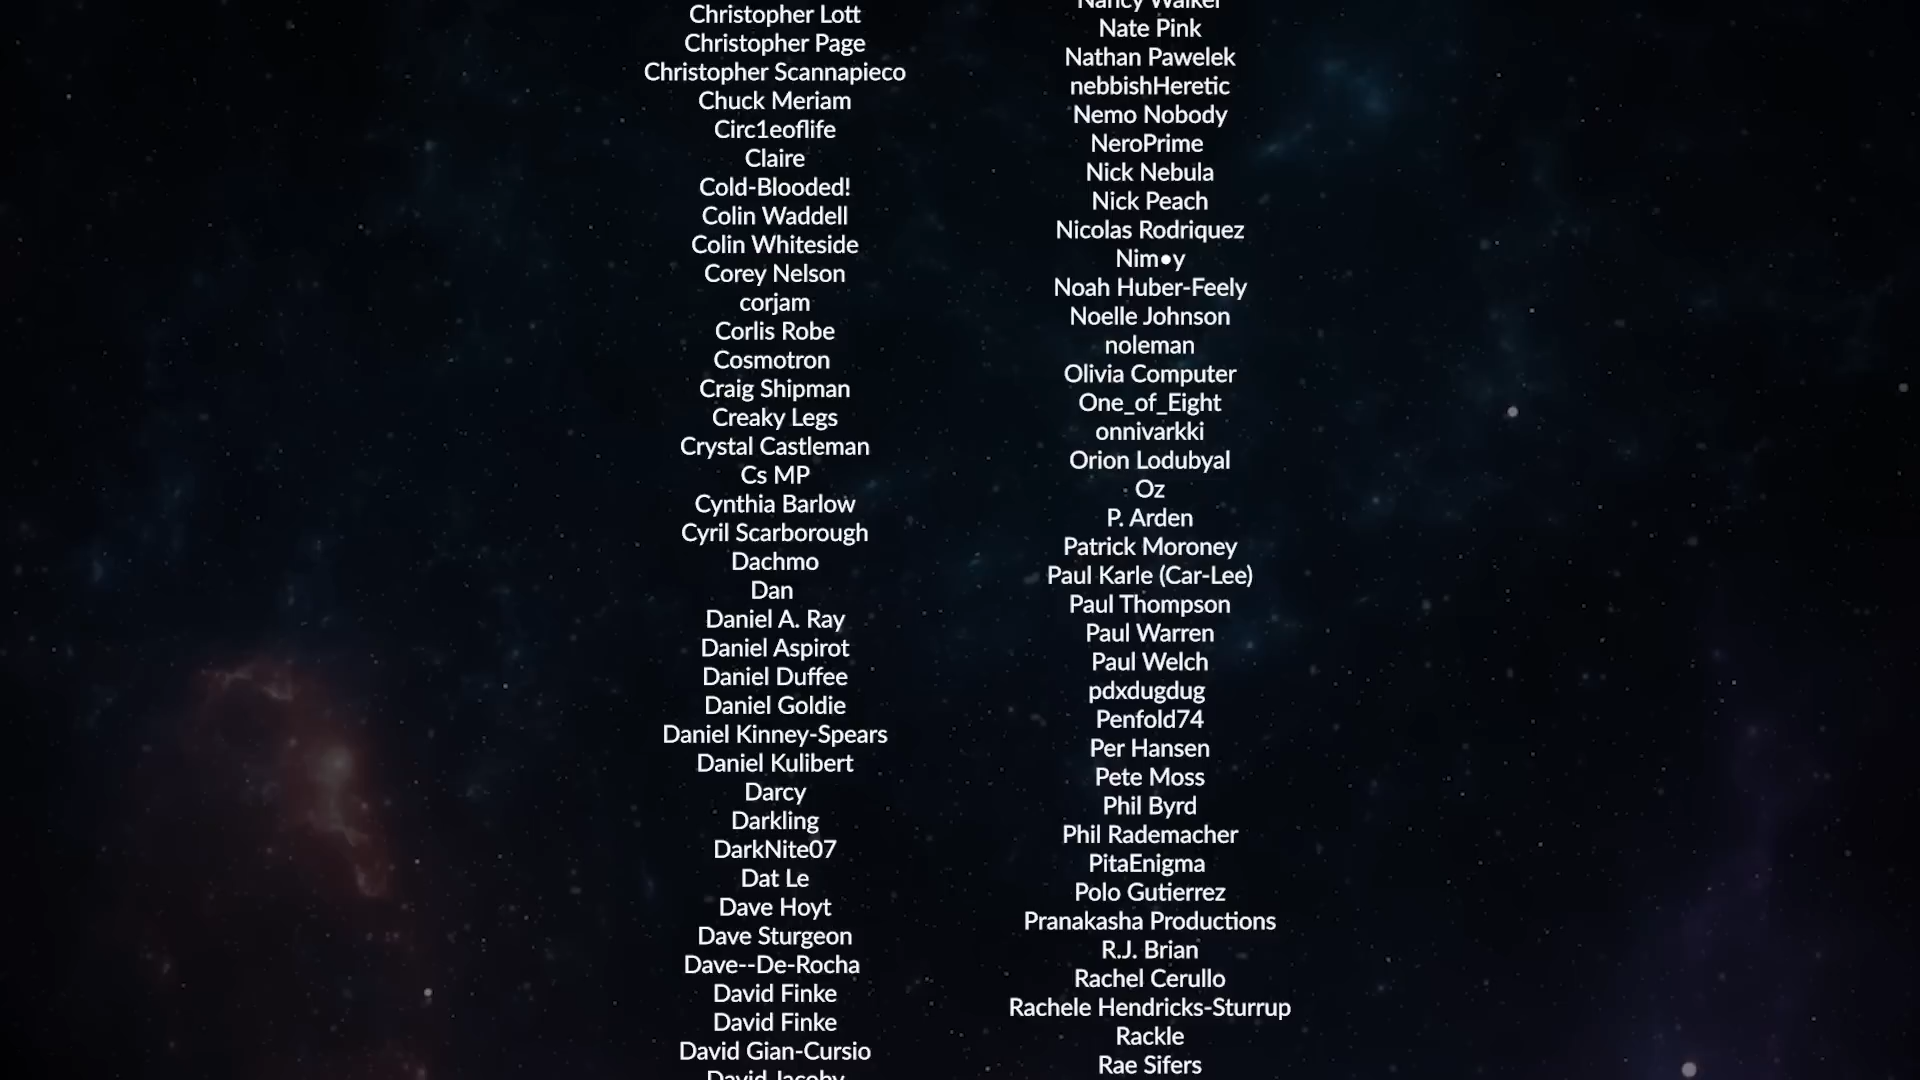 Christopher Lott
Christopher Page
Christopher Scannapieco
Chuck Meriam
Circ1eoflife
Claire
Cold-Blooded!
Colin Waddell
Colin Whiteside
Corey Nelson
corjam
Corlis Robe
Cosmotron
Craig Shipman
Creaky Legs
Crystal Castleman
Cs MP
Cynthia Barlow
Cyril Scarborough
Dachmo
Dan
Daniel A. Ray
Daniel Aspirot
Daniel Duffee
Daniel Goldie
Daniel Kinney-Spears
Daniel Kulibert
Darcy
Darkling
DarkNite07
Dat Le
Dave Hoyt
Dave Sturgeon
Dave--De-Rocha
David Finke
David Finke
David Gian-Cursio
David Jacoby
Nancy Walker
Nate Pink
Nathan Pawelek
nebbishHeretic
Nemo Nobody
NeroPrime
Nick Nebula
Nick Peach
Nicolas Rodriquez
Nim•y
Noah Huber-Feely
Noelle Johnson
noleman
Olivia Computer
One_of_Eight
onnivarkki
Orion Lodubyal
Oz
P. Arden
Patrick Moroney
Paul Karle (Car-Lee)
Paul Thompson
Paul Warren
Paul Welch
pdxdugdug
Penfold74
Per Hansen
Pete Moss
Phil Byrd
Phil Rademacher
PitaEnigma
Polo Gutierrez
Pranakasha Productions
R.J. Brian
Rachel Cerullo
Rachele Hendricks-Sturrup
Rackle
Rae Sifers